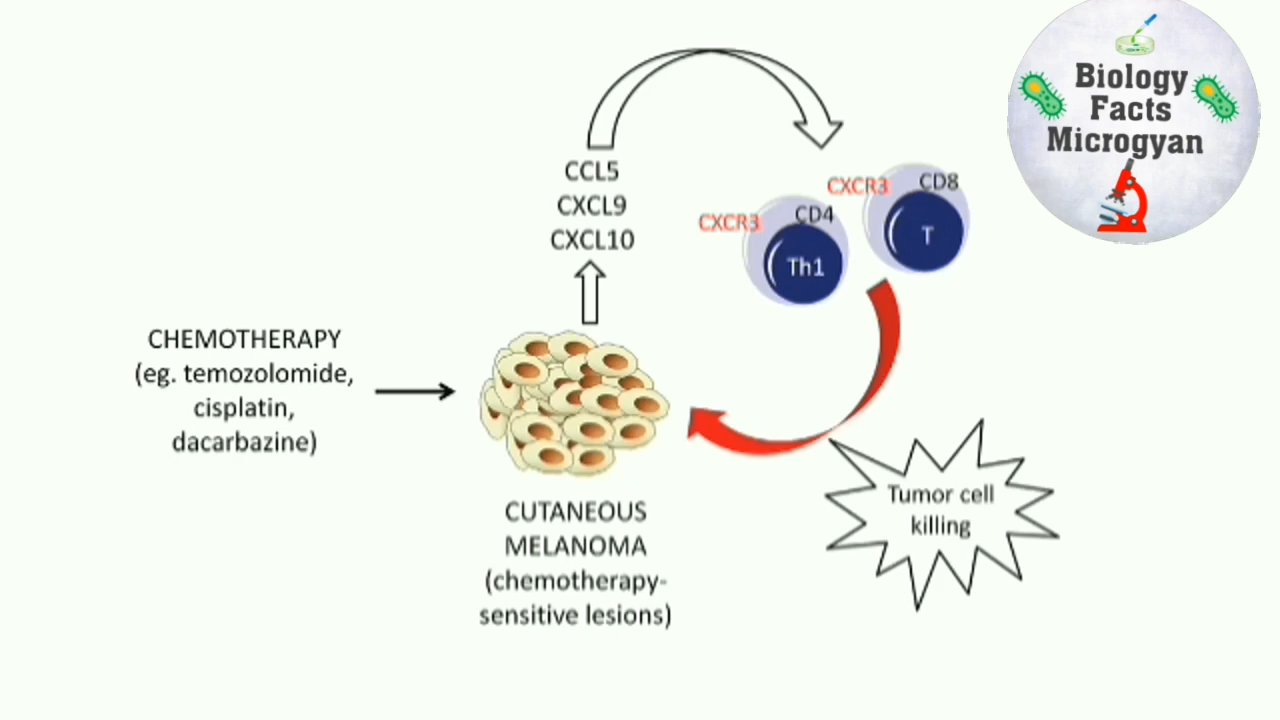 CCL5
CXCL9
CXCL10
CXCR3
CD8
T
CXCR3
CD4
Th1
CHEMOTHERAPY
(eg. temozolomide,
cisplatin,
dacarbazine)
CUTANEOUS
MELANOMA
(chemotherapy-
sensitive lesions)
Tumor cell
killing
Biology
Facts
Microgyan